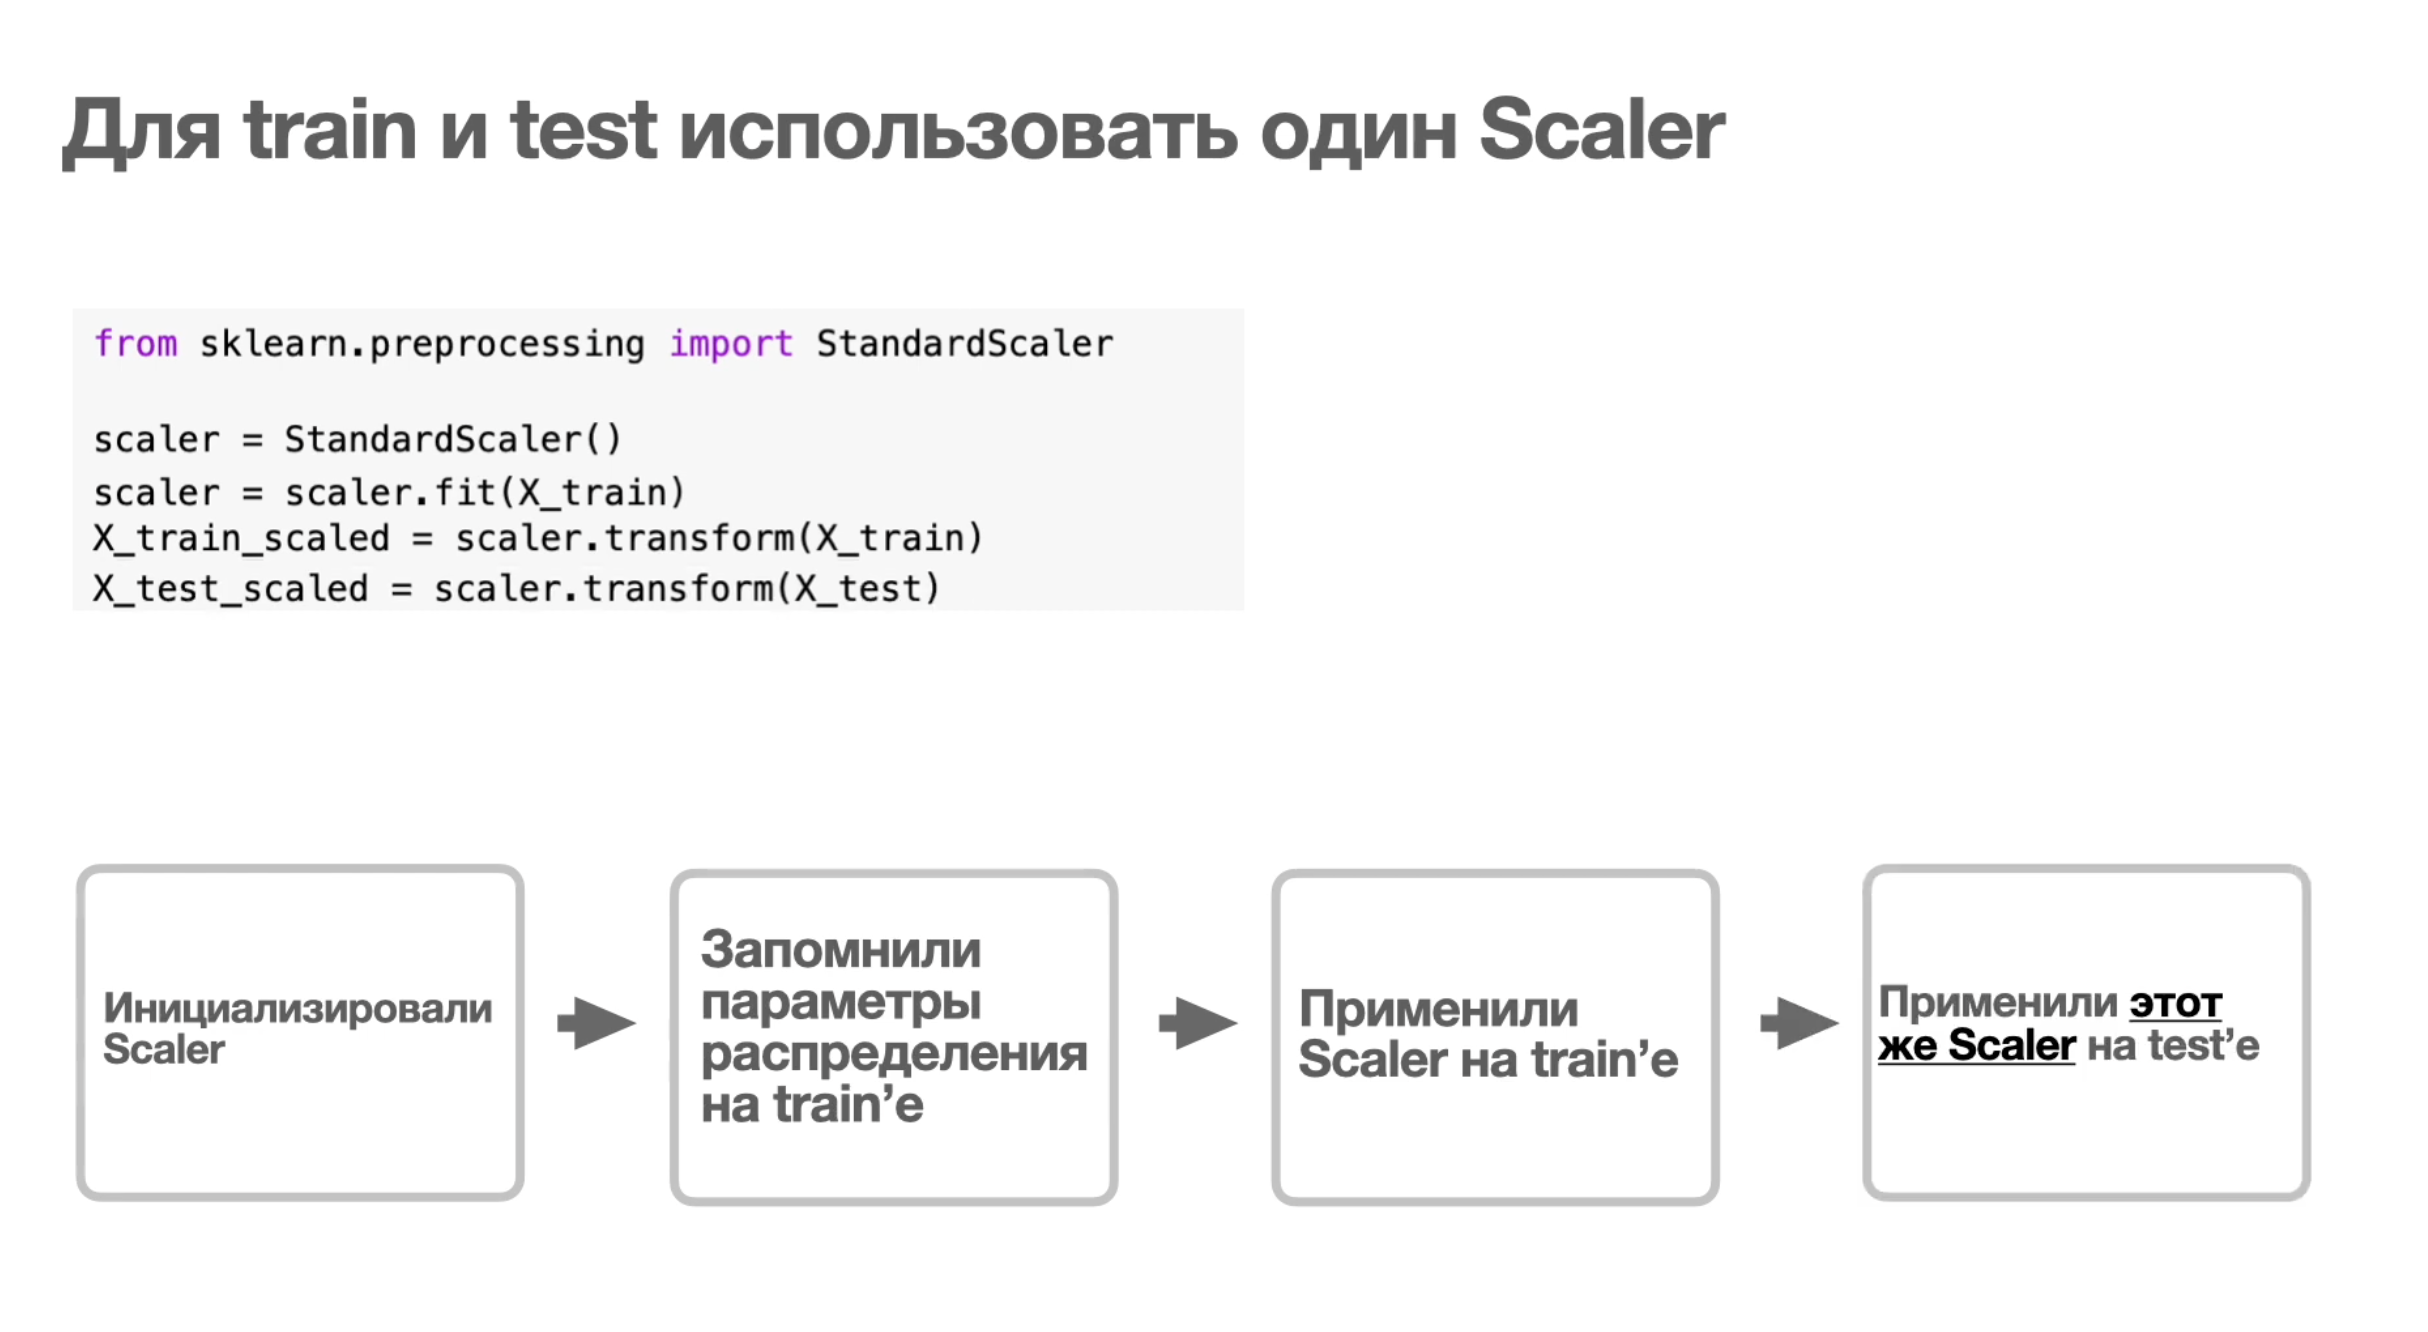 Для train и test использовать один Scaler
from sklearn.preprocessing import StandardScaler
scaler = StandardScaler()
scaler = scaler.fit(X_train)
X_train_scaled = scaler.transform(X_train)
X_test_scaled = scaler.transform(X_test)
Инициализировали
Scaler
Запомнили
параметры
распределения
на train’е
Применили
Scaler на train’е
Применили этот
же Scaler на test’е